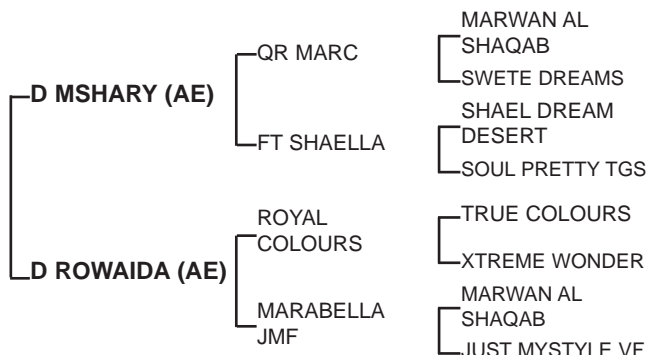 D MSHARY (AE)
QR MARC
MARWAN AL
SHAQAB
SWETE DREAMS
FT SHAELLA
SHAEL DREAM
DESERT
SOUL PRETTY TGS
D ROWAIDA (AE)
ROYAL
COLOURS
TRUE COLOURS
XTREME WONDER
MARABELLA
JMF
MARWAN AL
SHAQAB
JUST MYSTYLE VF